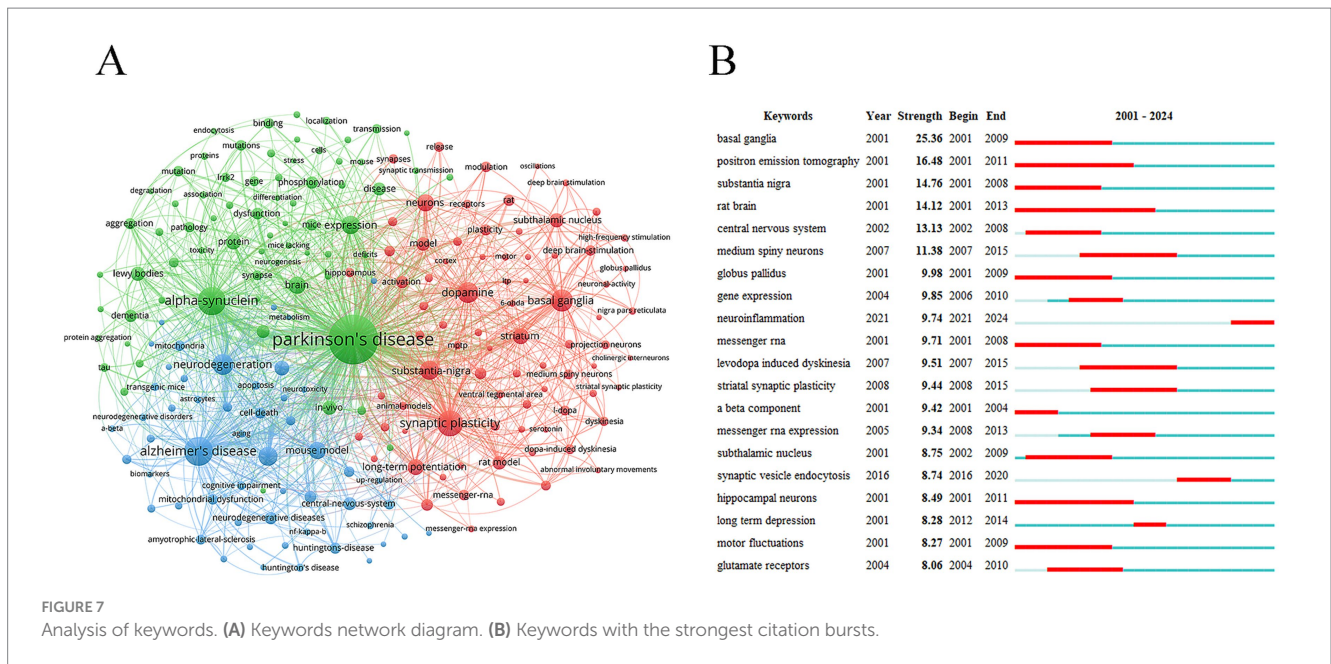 A
B
endocytosis
binding
localization
transmission
proteins
mutations
cells
synapses
release
oscillations
mutation
lrrk2
stress
mouse
synaptic transmission
modulation
degradation
gene
phosphorylation
disease
deep brain stimulation
association
differentiation
neurons
receptors
rat
aggregation
pathology
dysfunction
mice
expression
plasticity
subthalamic nucleus
toxicity
protein
mice lacking
model
high-frequency stimulation
neurogenesis
deficits
cortex
motor
deep brain-stimulation
lewy bodies
synapse
hippocampus
activation
ltp
globus pallidus
alpha-synuclein
brain
dopamine
basal ganglia
neuronal-activity
dementia
metabolism
6-ohda
nigra pars reticulata
protein aggregation
mitochondria
parkinson's disease
striatum
projection neurons
tau
neurodegeneration
mptp
cholinergic interneurons
transgenic mice
apoptosis
neurotoxicity
substantia-nigra
medium spiny neurons
striatal synaptic plasticity
astrocytes
in-vivo
animal-models
ventral tegmental area
l-dopa
neurodegenerative disorders
cell-death
synaptic plasticity
serotonin
dyskinesia
a-beta
aging
alzheimer's disease
mouse model
dopa-induced dyskinesia
biomarkers
long-term potentiation
rat model
abnormal involuntary movements
cognitive impairment
up-regulation
mitochondrial dysfunction
central-nervous-system
messenger-rna
neurodegenerative diseases
nf-kappa-b
schizophrenia
messenger-rna expression
amyotrophic-lateral-sclerosis
huntingtons-disease
huntington's disease
Keywords Year Strength Begin End 2001 - 2024
basal ganglia 2001 25.36 2001 2009
positron emission tomography 2001 16.48 2001 2011
substantia nigra 2001 14.76 2001 2008
rat brain 2001 14.12 2001 2013
central nervous system 2002 13.13 2002 2008
medium spiny neurons 2007 11.38 2007 2015
globus pallidus 2001 9.98 2001 2009
gene expression 2004 9.85 2006 2010
neuroinflammation 2021 9.74 2021 2024
messenger rna 2001 9.71 2001 2008
levodopa induced dyskinesia 2007 9.51 2007 2015
striatal synaptic plasticity 2008 9.44 2008 2015
a beta component 2001 9.42 2001 2004
messenger rna expression 2005 9.34 2008 2013
subthalamic nucleus 2001 8.75 2002 2009
synaptic vesicle endocytosis 2016 8.74 2016 2020
hippocampal neurons 2001 8.49 2001 2011
long term depression 2001 8.28 2012 2014
motor fluctuations 2001 8.27 2001 2009
glutamate receptors 2004 8.06 2004 2010
FIGURE 7
Analysis of keywords. (A) Keywords network diagram. (B) Keywords with the strongest citation bursts.